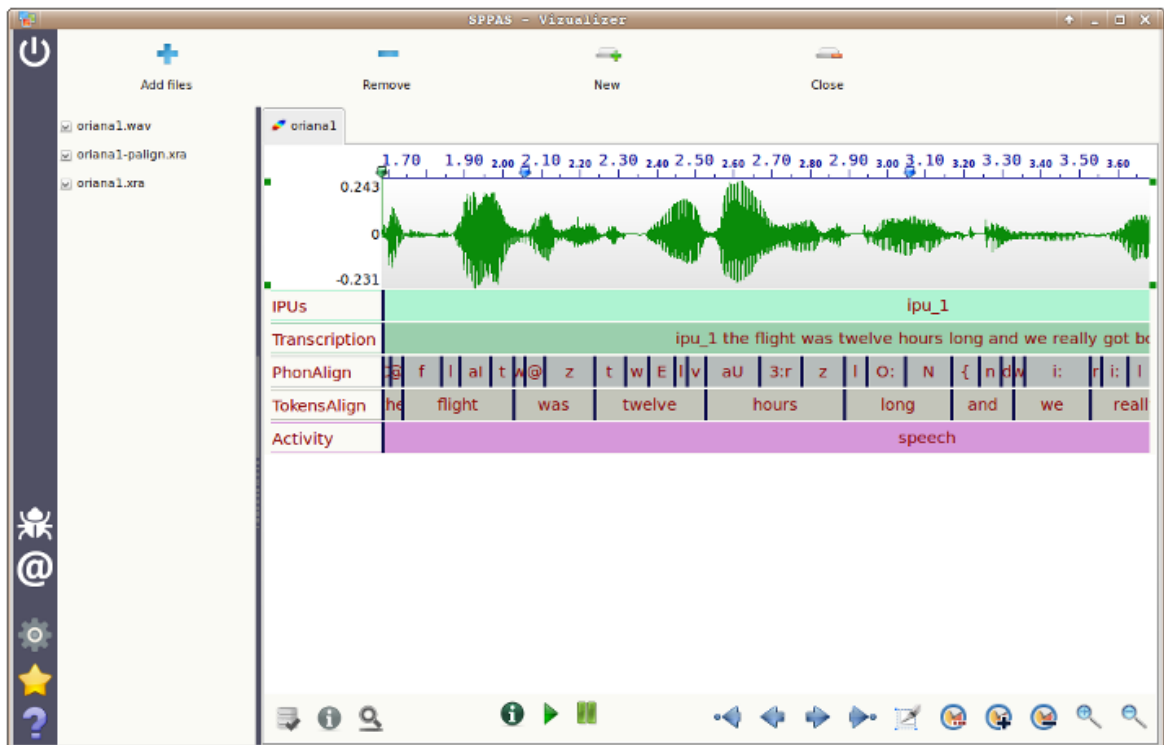 SPPAS - Vizualizer
Add files Remove New Close
oriana1.wav
oriana1-palign.xra
oriana1.xra
oriana1
1.70 1.90 2.00 2.10 2.20 2.30 2.40 2.50 2.60 2.70 2.80 2.90 3.00 3.10 3.20 3.30 3.40 3.50 3.60
0.243
0
-0.231
IPUs ipu_1
Transcription ipu_1 the flight was twelve hours long and we really got bo
PhonAlign @ f l aI t w @ z t w E l v aU 3:r z l O: N { n d w i: r i: l
TokensAlign he flight was twelve hours long and we reall
Activity speech
@
?